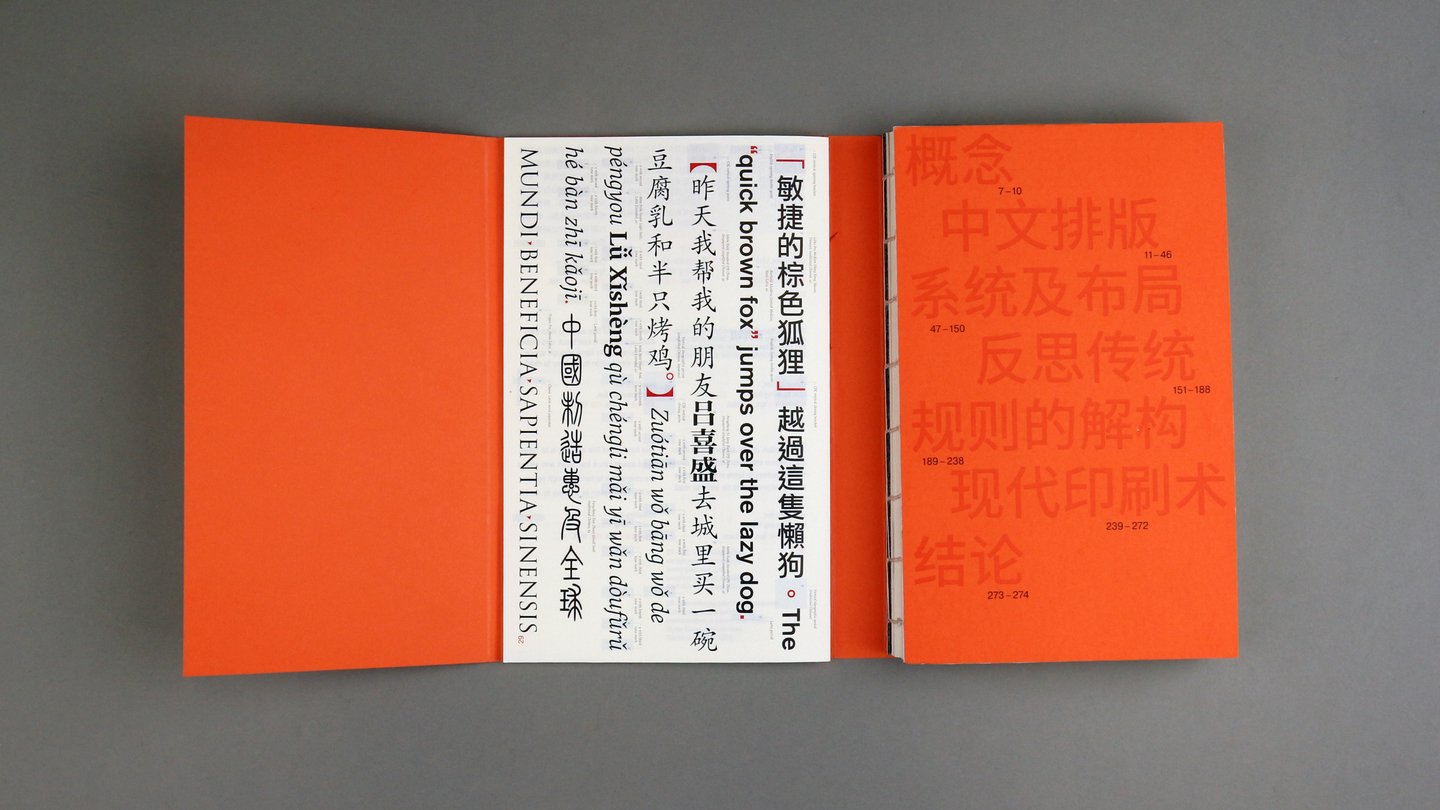 「敏捷的棕色狐狸」越過這隻懶狗。The
“quick brown fox” jumps over the lazy dog.
【昨天我帮我的朋友吕喜盛去城里买一碗
豆腐乳和半只烤鸡。】Zuótiān wǒ bāng wǒ de
péngyou Lǚ Xǐshèng qù chéngli mǎi yī wǎn dòufǔrǔ
hé bàn zhī kǎojī. 中國制造惠及全球
MUNDI·BENEFICIA·SAPIENTIA·SINENSIS
概念
7–10
中文排版
11–46
系统及布局
47–150
反思传统
151–188
规则的解构
189–238
现代印刷术
239–272
结论
273–274